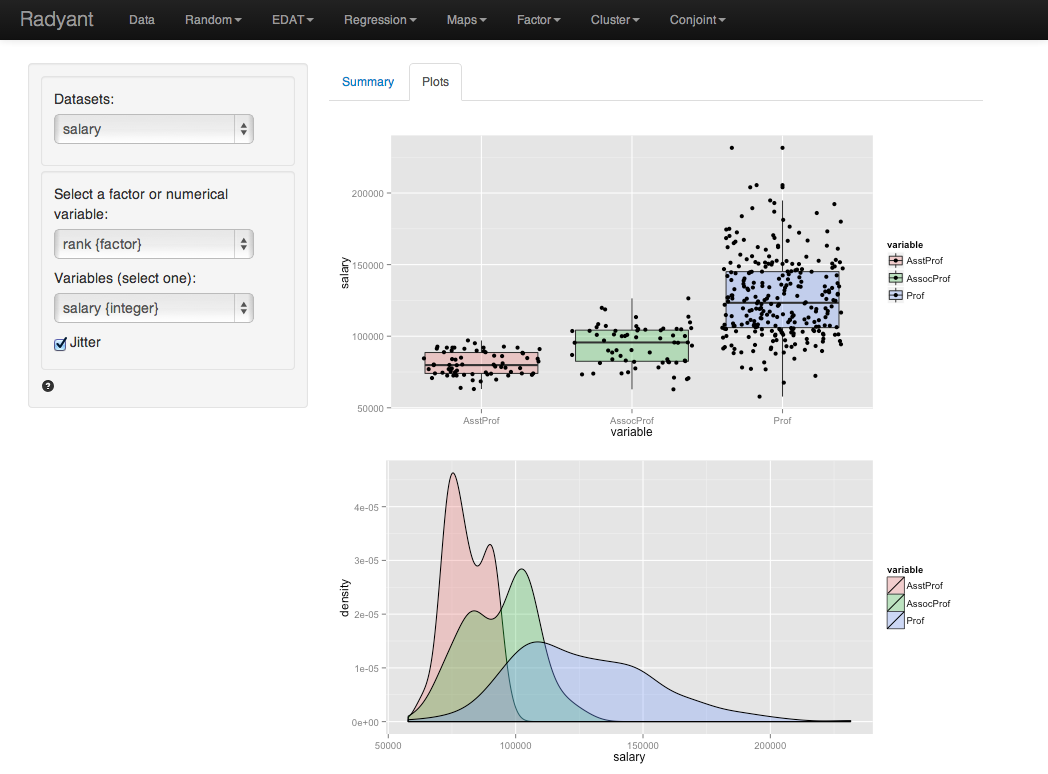 Radyant Data Random EDAT Regression Maps Factor Cluster Conjoint
Summary Plots
Datasets:
salary
Select a factor or numerical
variable:
rank {factor}
Variables (select one):
salary {integer}
Jitter
?
200000
150000
100000
50000
salary
AsstProf AssocProf Prof
variable
variable
AsstProf
AssocProf
Prof
4e-05
3e-05
2e-05
1e-05
0e+00
density
50000 100000 150000 200000
salary
variable
AsstProf
AssocProf
Prof